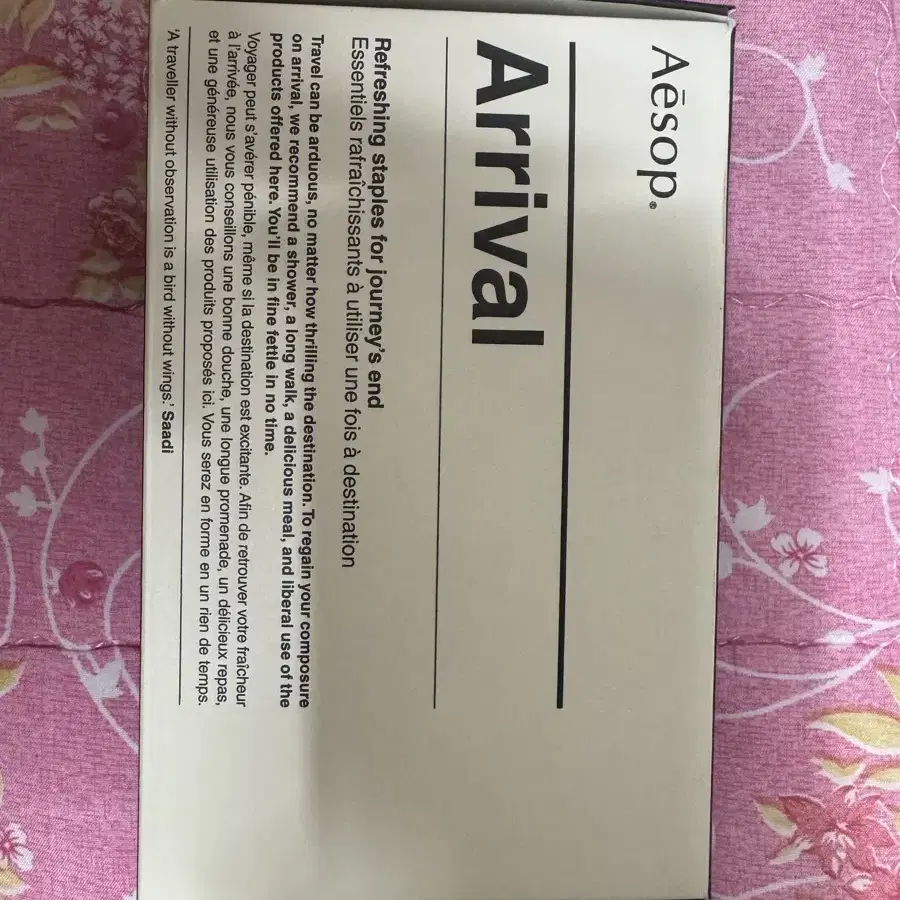 Aēsop®
Arrival
Refreshing staples for journey's end
Essentiels rafraîchissants à utiliser une fois à destination
Travel can be arduous, no matter how thrilling the destination. To regain your composure
on arrival, we recommend a shower, a long walk, a delicious meal, and liberal use of the
products offered here. You'll be in fine fettle in no time.
Voyager peut s'avérer pénible, même si la destination est excitante. Afin de retrouver votre fraîcheur
à l'arrivée, nous vous conseillons une bonne douche, une longue promenade, un délicieux repas,
et une généreuse utilisation des produits proposés ici. Vous serez en forme en un rien de temps.
'A traveller without observation is a bird without wings.' Saadi